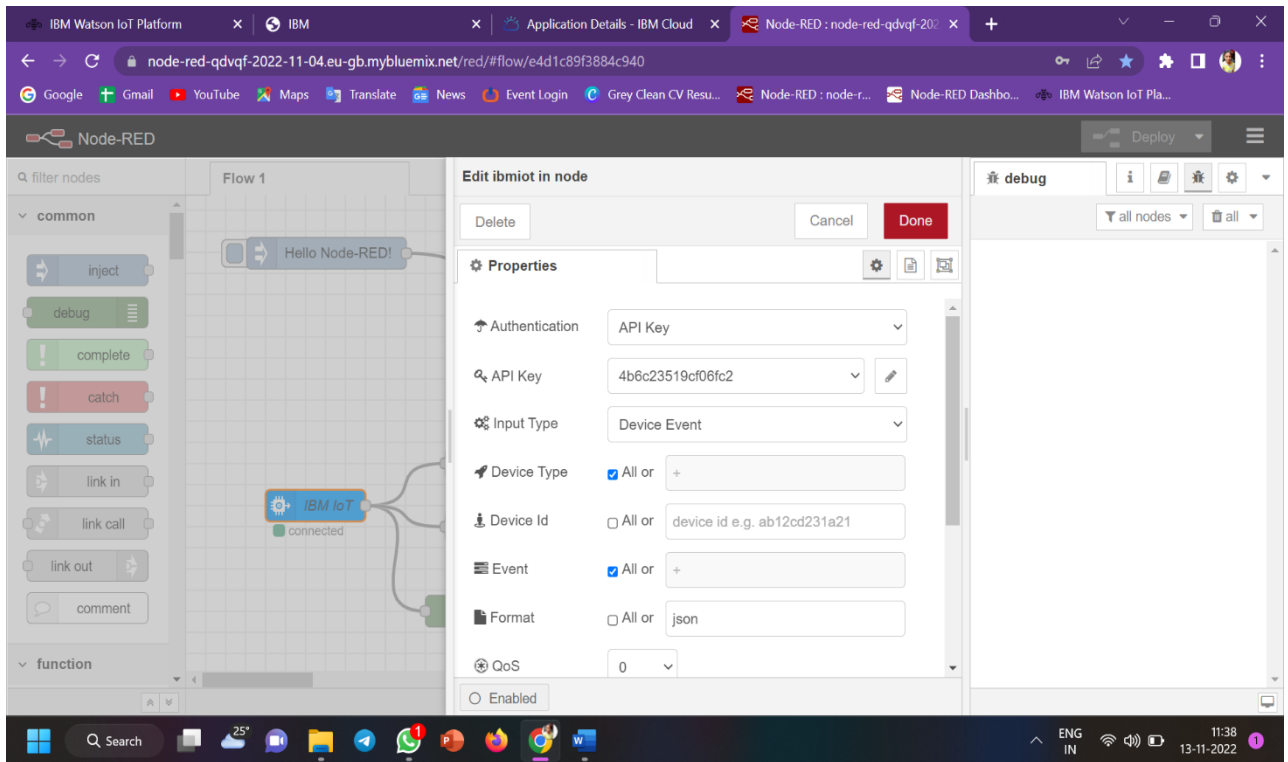 IBM Watson IoT Platform
IBM
Application Details - IBM Cloud
Node-RED : node-red-qdvqf-202
node-red-qdvqf-2022-11-04.eu-gb.mybluemix.net/red/#flow/e4d1c89f3884c940
Google Gmail YouTube Maps Translate News Event Login Grey Clean CV Resu... Node-RED : node-r... Node-RED Dashbo... IBM Watson IoT Pla...
Node-RED
Deploy
filter nodes
common
inject
debug
complete
catch
status
link in
link call
link out
comment
function
Flow 1
Hello Node-RED!
IBM IoT
connected
Edit ibmiot in node
Delete
Cancel
Done
Properties
Authentication API Key
API Key 4b6c23519cf06fc2
Input Type Device Event
Device Type All or +
Device Id All or device id e.g. ab12cd231a21
Event All or +
Format All or json
QoS 0
Enabled
debug
i
all nodes
all
Search
25°
1
ENG
IN
11:38
13-11-2022
1